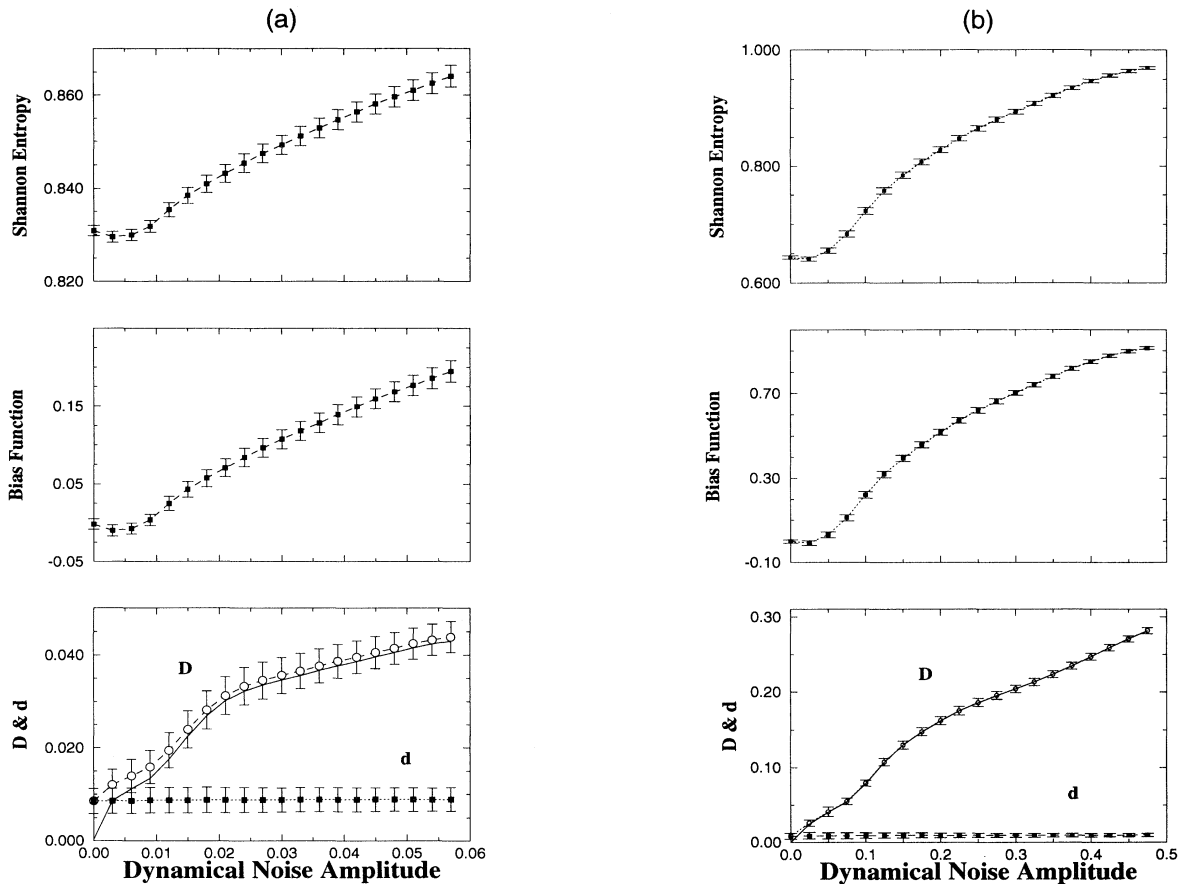 (a)
Shannon Entropy
0.860
0.840
0.820
Bias Function
0.15
0.05
-0.05
D & d
0.040
0.020
0.000
D
d
0.00 0.01 0.02 0.03 0.04 0.05 0.06
Dynamical Noise Amplitude
(b)
Shannon Entropy
1.000
0.800
0.600
Bias Function
0.70
0.30
-0.10
D & d
0.30
0.20
0.10
0.00
D
d
0.0 0.1 0.2 0.3 0.4 0.5
Dynamical Noise Amplitude